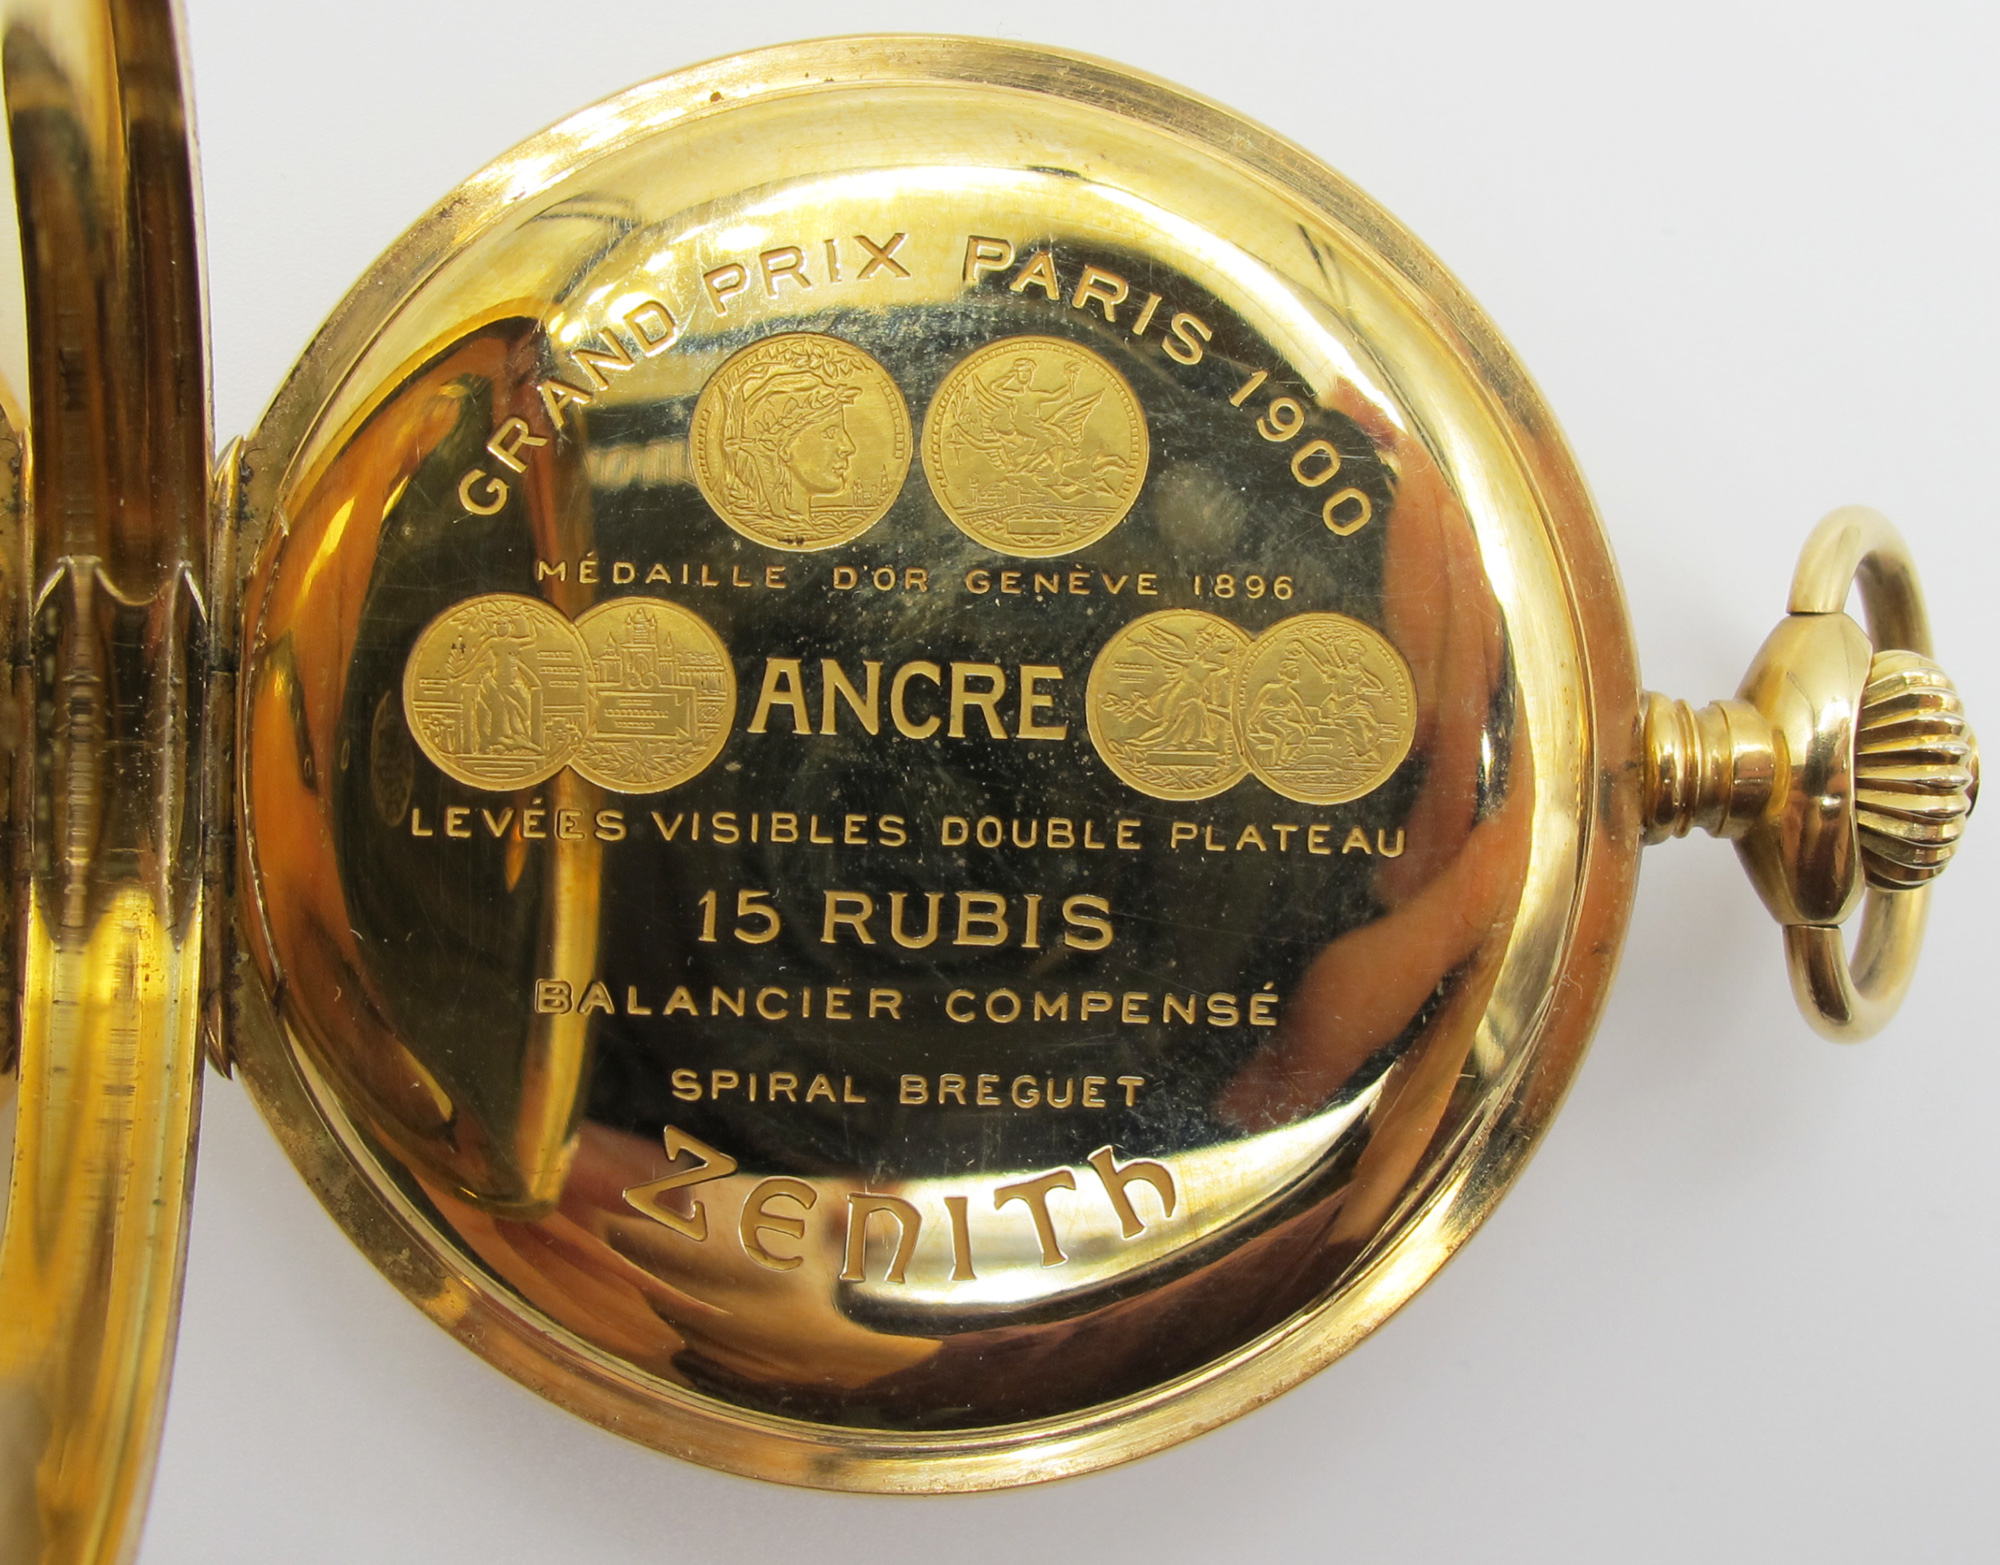 GRAND PRIX PARIS 1900
MÉDAILLE D'OR GENÈVE 1896
ANCRE
LEVÉES VISIBLES DOUBLE PLATEAU
15 RUBIS
BALANCIER COMPENSÉ
SPIRAL BREGUET
ZENITH